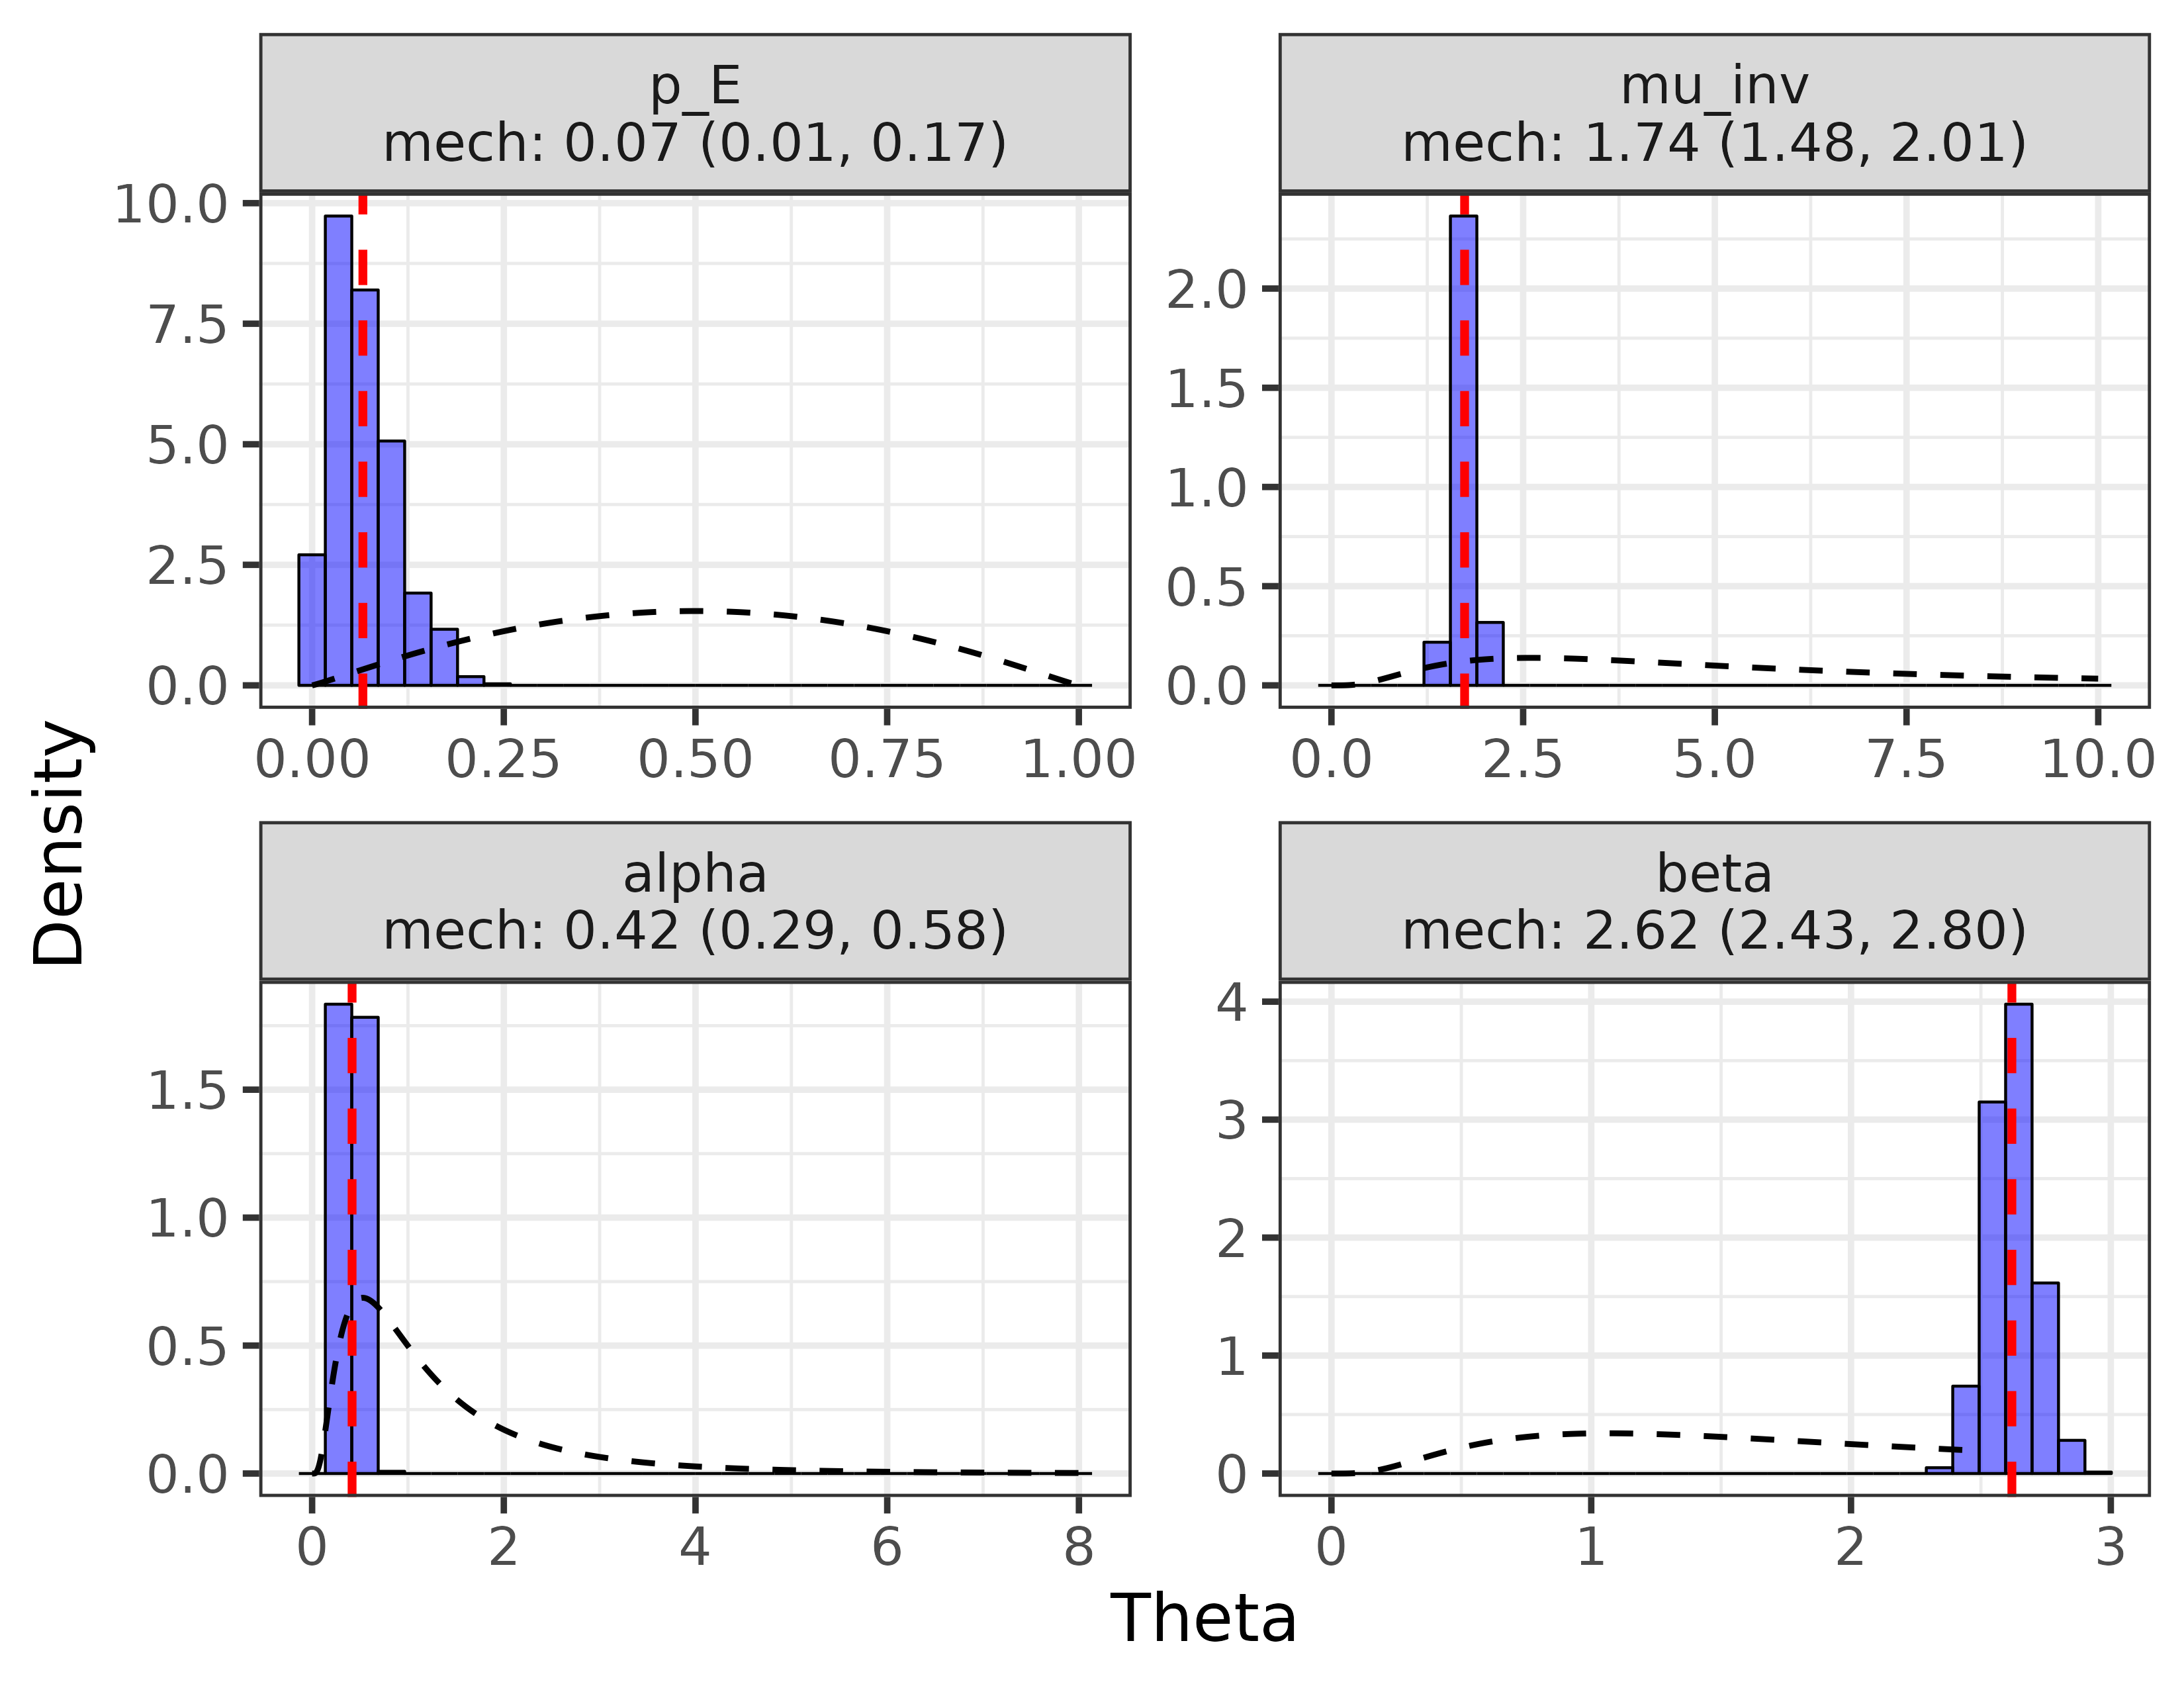 p_E
mech: 0.07 (0.01, 0.17)
mu_inv
mech: 1.74 (1.48, 2.01)
10.0
7.5
5.0
2.5
0.0
2.0
1.5
1.0
0.5
0.0
0.00 0.25 0.50 0.75 1.00
0.0 2.5 5.0 7.5 10.0
Density
alpha
mech: 0.42 (0.29, 0.58)
beta
mech: 2.62 (2.43, 2.80)
1.5
1.0
0.5
0.0
4
3
2
1
0
0 2 4 6 8
0 1 2 3
Theta